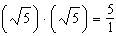 (√5)·(√5) = 5/1